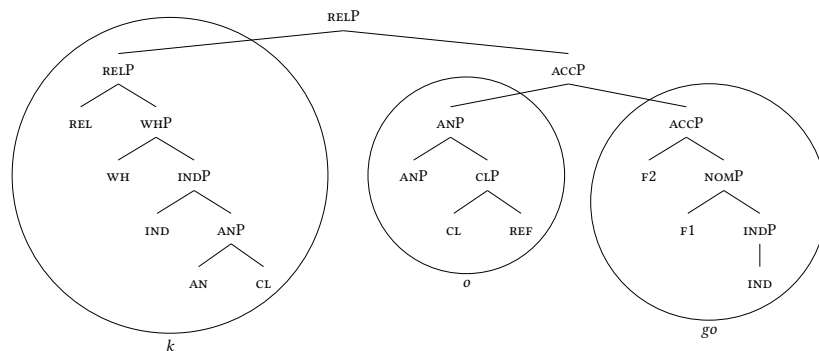 RELP
RELP ACCP
REL WHP ANP ACCP
WH INDP ANP CLP F2 NOMP
IND ANP CL REF F1 INDP
AN CL IND
o
go
k